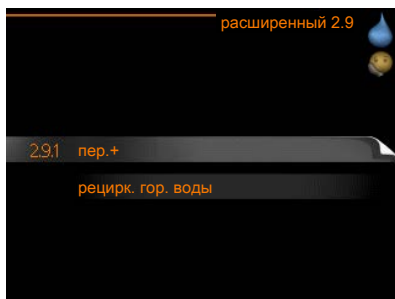 расширенный 2.9
2.9.1 пер.+
рецирк. гор. воды